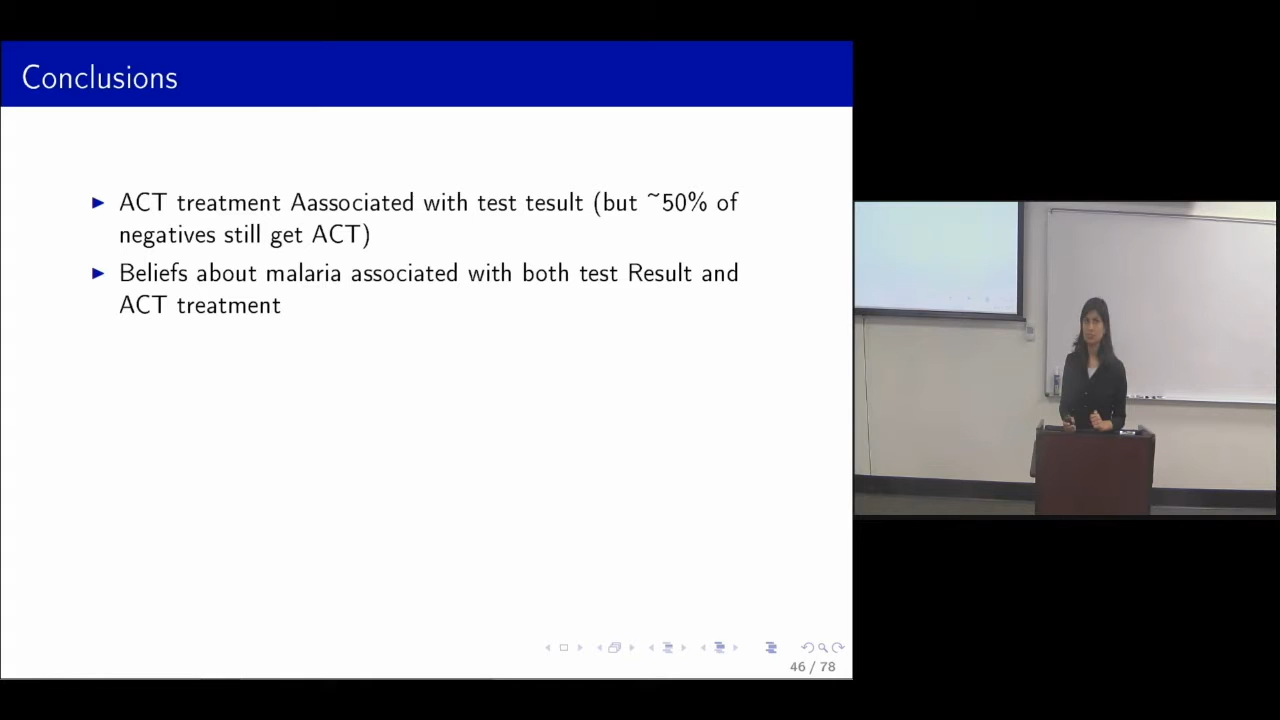 Conclusions
► ACT treatment Aassociated with test tesult (but ~50% of
negatives still get ACT)
► Beliefs about malaria associated with both test Result and
ACT treatment
46 / 78